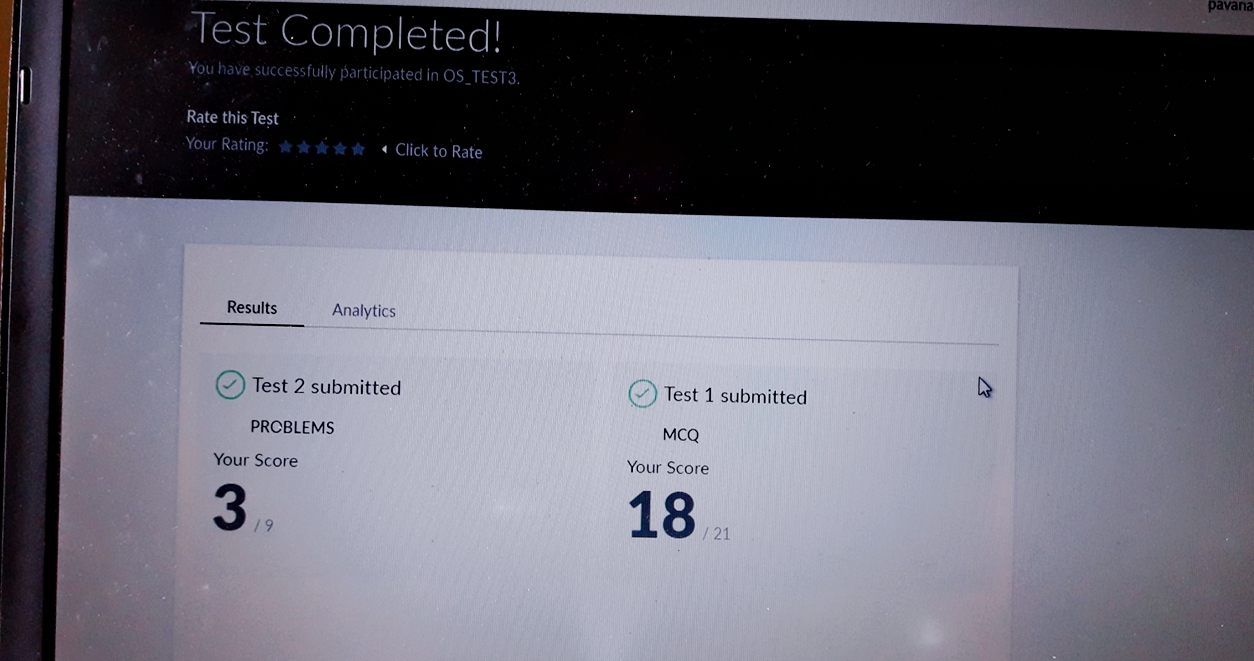 pavana
Test Completed!
You have successfully participated in OS_TEST3.
Rate this Test
Your Rating: Click to Rate
Results Analytics
Test 2 submitted
PROBLEMS
Your Score
3 / 9
Test 1 submitted
MCQ
Your Score
18 / 21